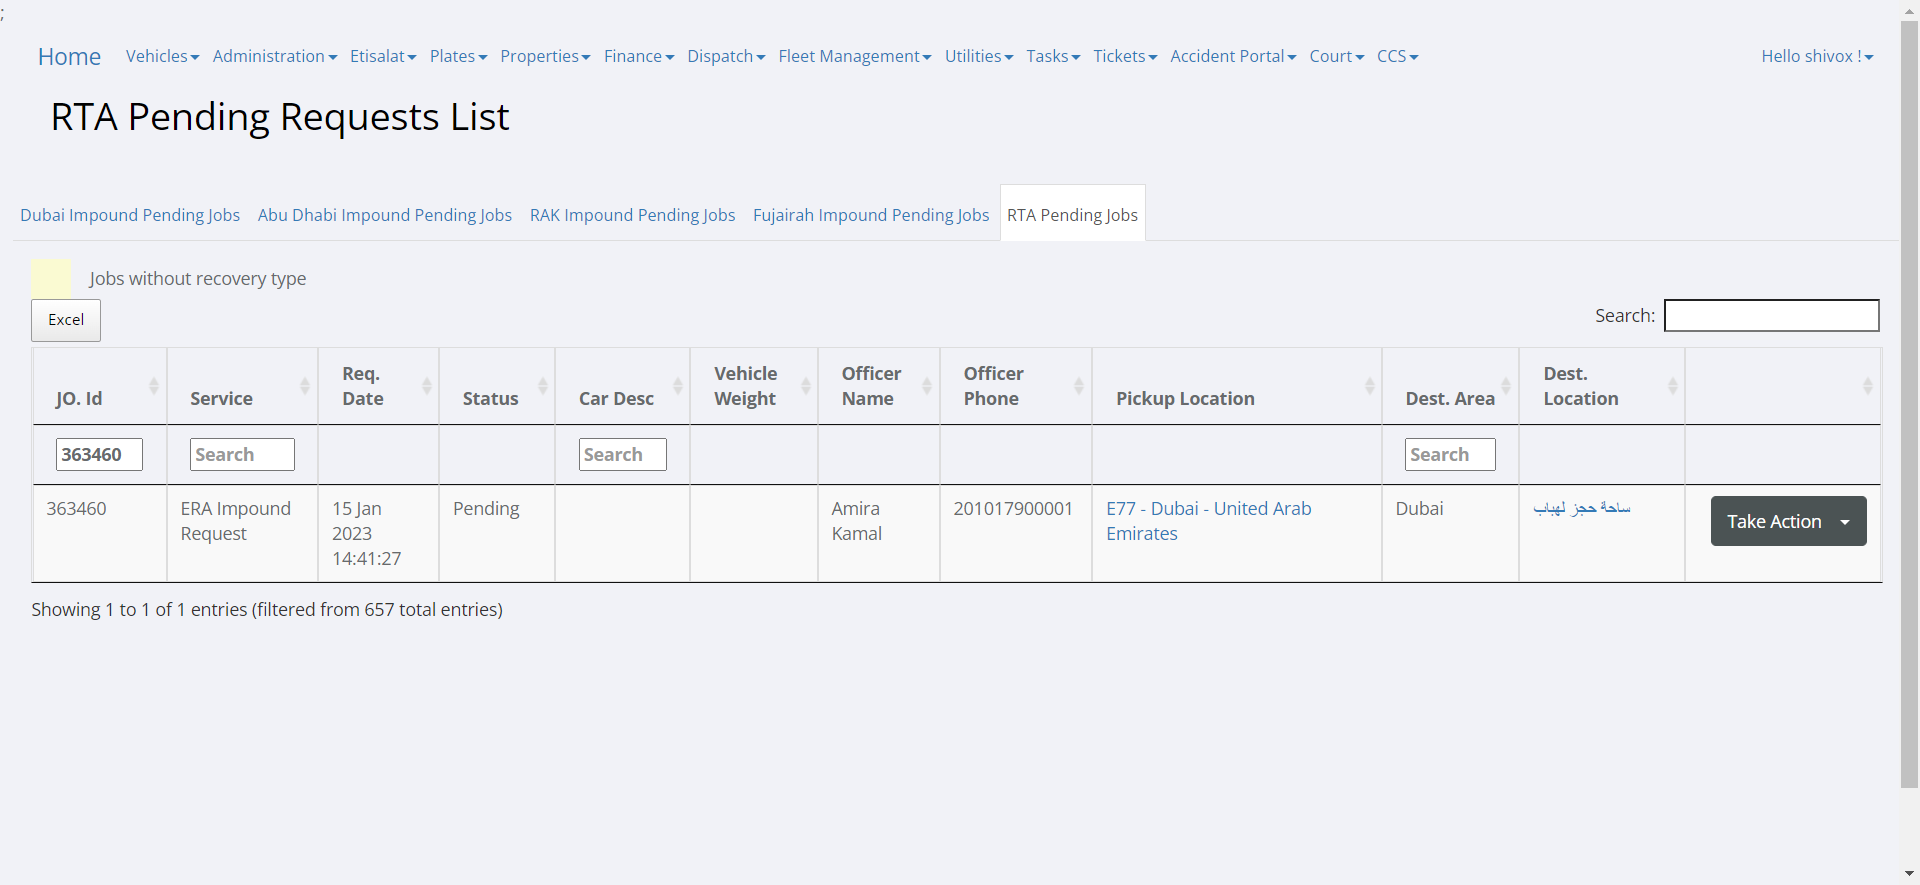 ;
Home Vehicles Administration Etisalat Plates Properties Finance Dispatch Fleet Management Utilities Tasks Tickets Accident Portal Court CCS Hello shivox !
RTA Pending Requests List
Dubai Impound Pending Jobs Abu Dhabi Impound Pending Jobs RAK Impound Pending Jobs Fujairah Impound Pending Jobs RTA Pending Jobs
Jobs without recovery type
Excel
Search:
JO. Id
Service
Req.
Date
Status
Car Desc
Vehicle
Weight
Officer
Name
Officer
Phone
Pickup Location
Dest. Area
Dest.
Location
363460 Search Search Search
363460
ERA Impound
Request
15 Jan
2023
14:41:27
Pending
Amira
Kamal
201017900001
E77 - Dubai - United Arab
Emirates
Dubai
ساحة حجز لهباب
Take Action
Showing 1 to 1 of 1 entries (filtered from 657 total entries)